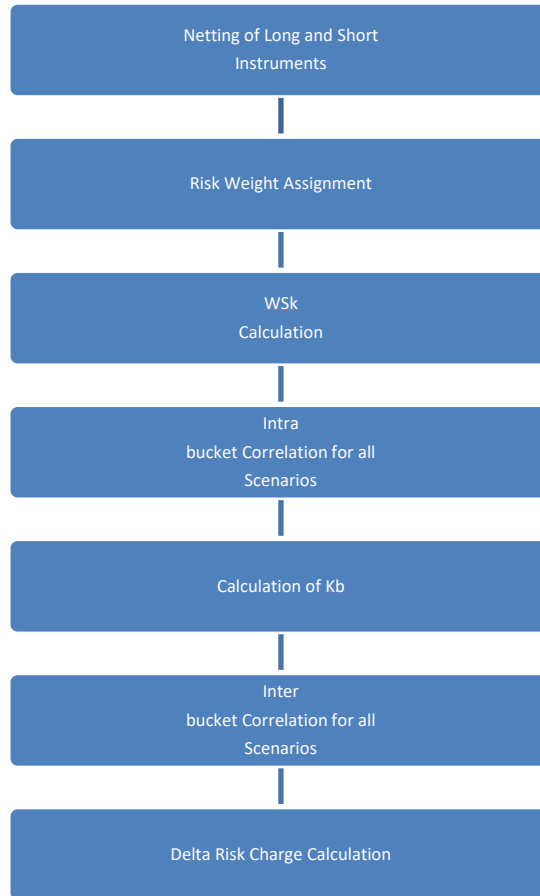 Netting of Long and Short
Instruments
Risk Weight Assignment
WSk
Calculation
Intra
bucket Correlation for all
Scenarios
Calculation of Kb
Inter
bucket Correlation for all
Scenarios
Delta Risk Charge Calculation